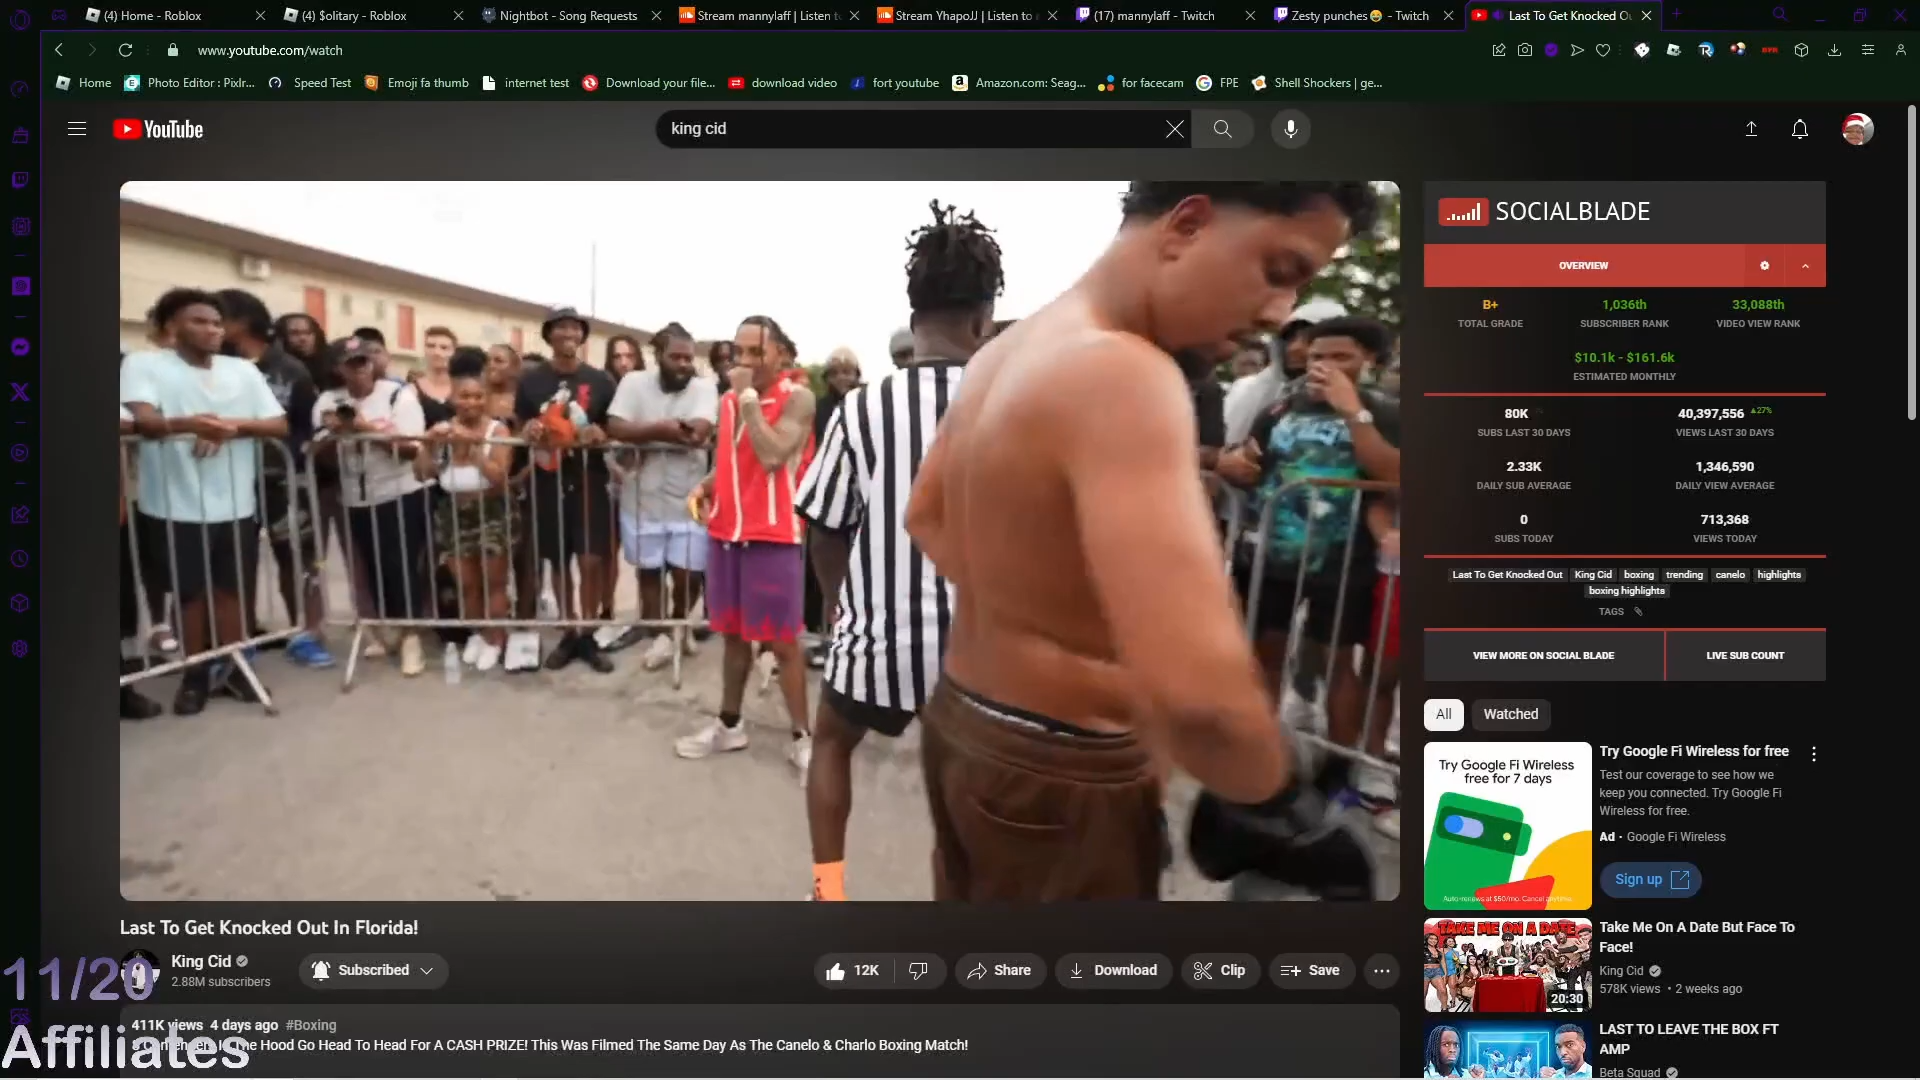 (4) Home - Roblox
(4) $olitary - Roblox
Nightbot - Song Requests
Stream mannylaff | Listen t
Stream YhapoJJ | Listen to
(17) mannylaff - Twitch
Zesty punches😂 - Twitch
Last To Get Knocked Ou
www.youtube.com/watch
Home
Photo Editor : Pixlr...
Speed Test
Emoji fa thumb
internet test
Download your file...
download video
fort youtube
Amazon.com: Seag...
for facecam
FPE
Shell Shockers | ge...
YouTube
king cid
SOCIALBLADE
OVERVIEW
B+
1,036th
33,088th
TOTAL GRADE
SUBSCRIBER RANK
VIDEO VIEW RANK
$10.1k - $161.6k
ESTIMATED MONTHLY
80K
40,397,556 ▲27%
SUBS LAST 30 DAYS
VIEWS LAST 30 DAYS
2.33K
1,346,590
DAILY SUB AVERAGE
DAILY VIEW AVERAGE
0
713,368
SUBS TODAY
VIEWS TODAY
Last To Get Knocked Out King Cid boxing trending canelo highlights
boxing highlights
TAGS
VIEW MORE ON SOCIAL BLADE
LIVE SUB COUNT
All
Watched
Try Google Fi Wireless
free for 7 days
Auto-renews at $50/mo. Cancel anytime.
Try Google Fi Wireless for free
Test our coverage to see how we
keep you connected. Try Google Fi
Wireless for free.
Ad · Google Fi Wireless
Sign up
TAKE ME ON A DATE
20:30
Take Me On A Date But Face To
Face!
King Cid
578K views • 2 weeks ago
LAST TO LEAVE THE BOX FT
AMP
Beta Squad
Last To Get Knocked Out In Florida!
King Cid
2.88M subscribers
Subscribed
12K
Share
Download
Clip
Save
11/20
Affiliates
411K views 4 days ago #Boxing
The Hood Go Head To Head For A CASH PRIZE! This Was Filmed The Same Day As The Canelo & Charlo Boxing Match!